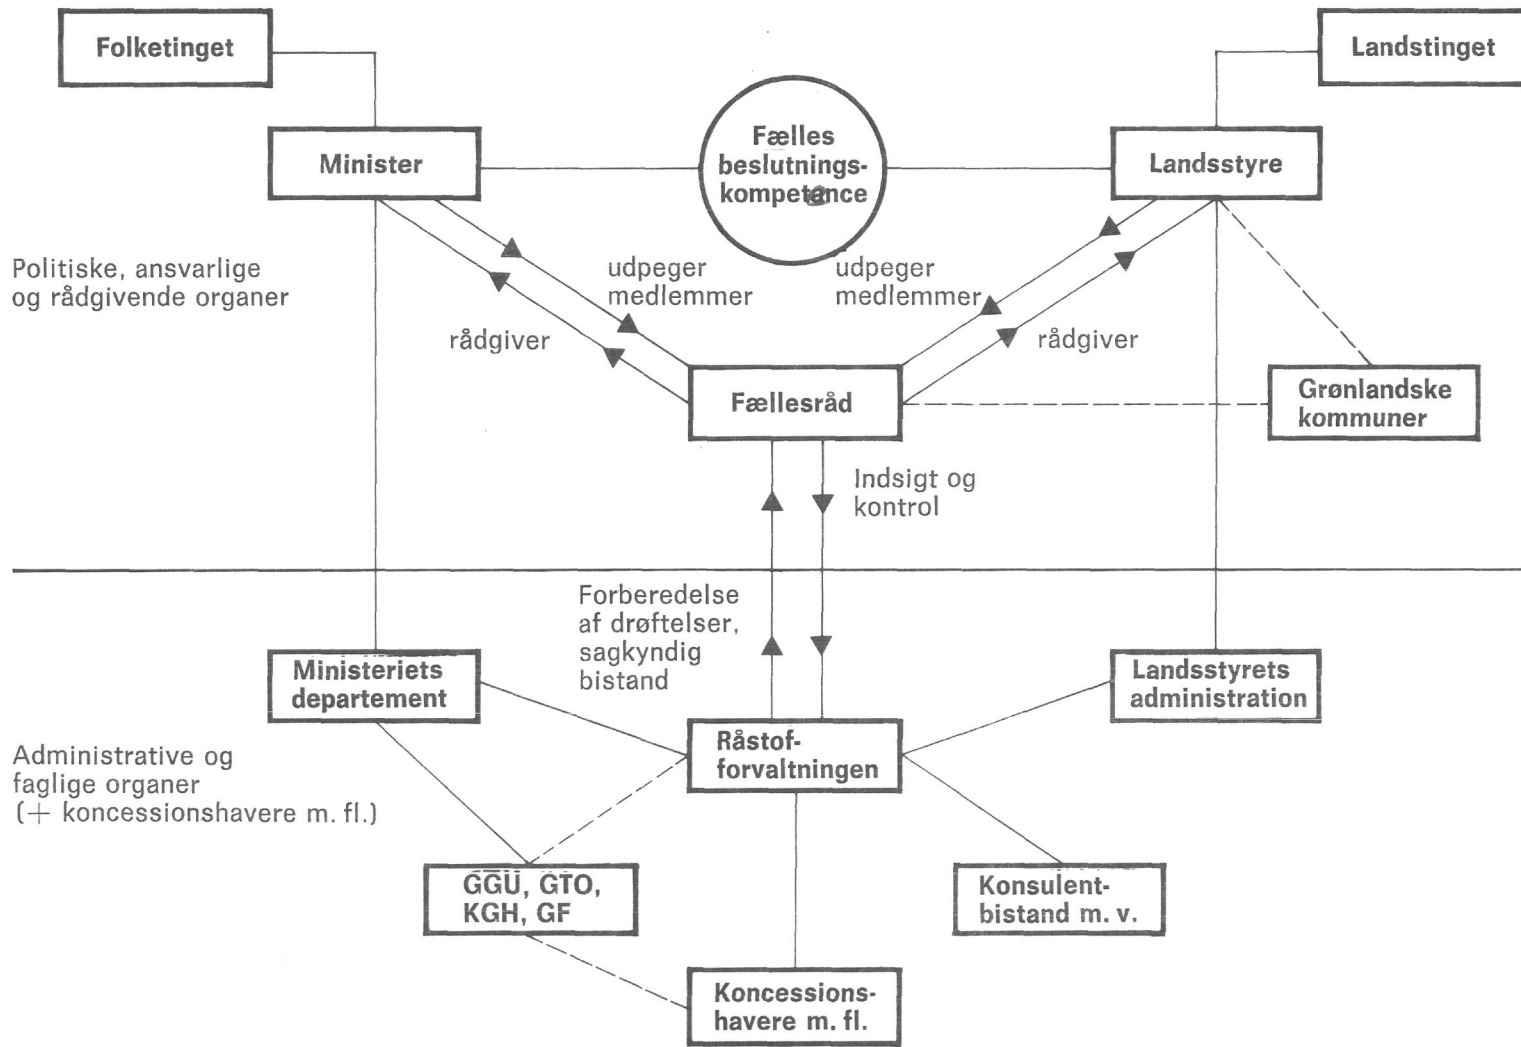 Folketinget
Landstinget
Minister
Fælles
beslutnings-
kompetance
Landsstyre
Politiske, ansvarlige
og rådgivende organer
udpeger
medlemmer
udpeger
medlemmer
rådgiver
rådgiver
Fællesråd
Grønlandske
kommuner
Indsigt og
kontrol
Forberedelse
af drøftelser,
sagkyndig
bistand
Ministeriets
departement
Landsstyrets
administration
Råstof-
forvaltningen
Administrative og
faglige organer
(+ koncessionshavere m. fl.)
GGU, GTO,
KGH, GF
Konsulent-
bistand m. v.
Koncessions-
havere m. fl.